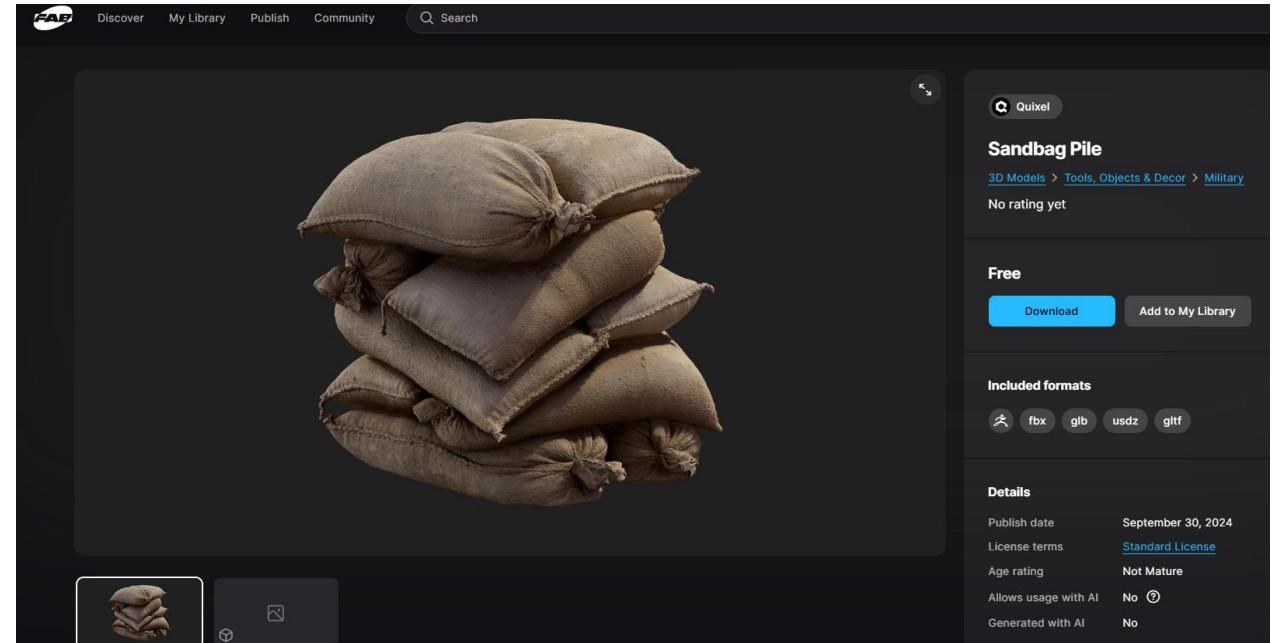 FAB Discover My Library Publish Community Search
Quixel
Sandbag Pile
3D Models > Tools, Objects & Decor > Military
No rating yet
Free
Download Add to My Library
Included formats
fbx glb usdz gltf
Details
Publish date September 30, 2024
License terms Standard License
Age rating Not Mature
Allows usage with AI No ?
Generated with AI No